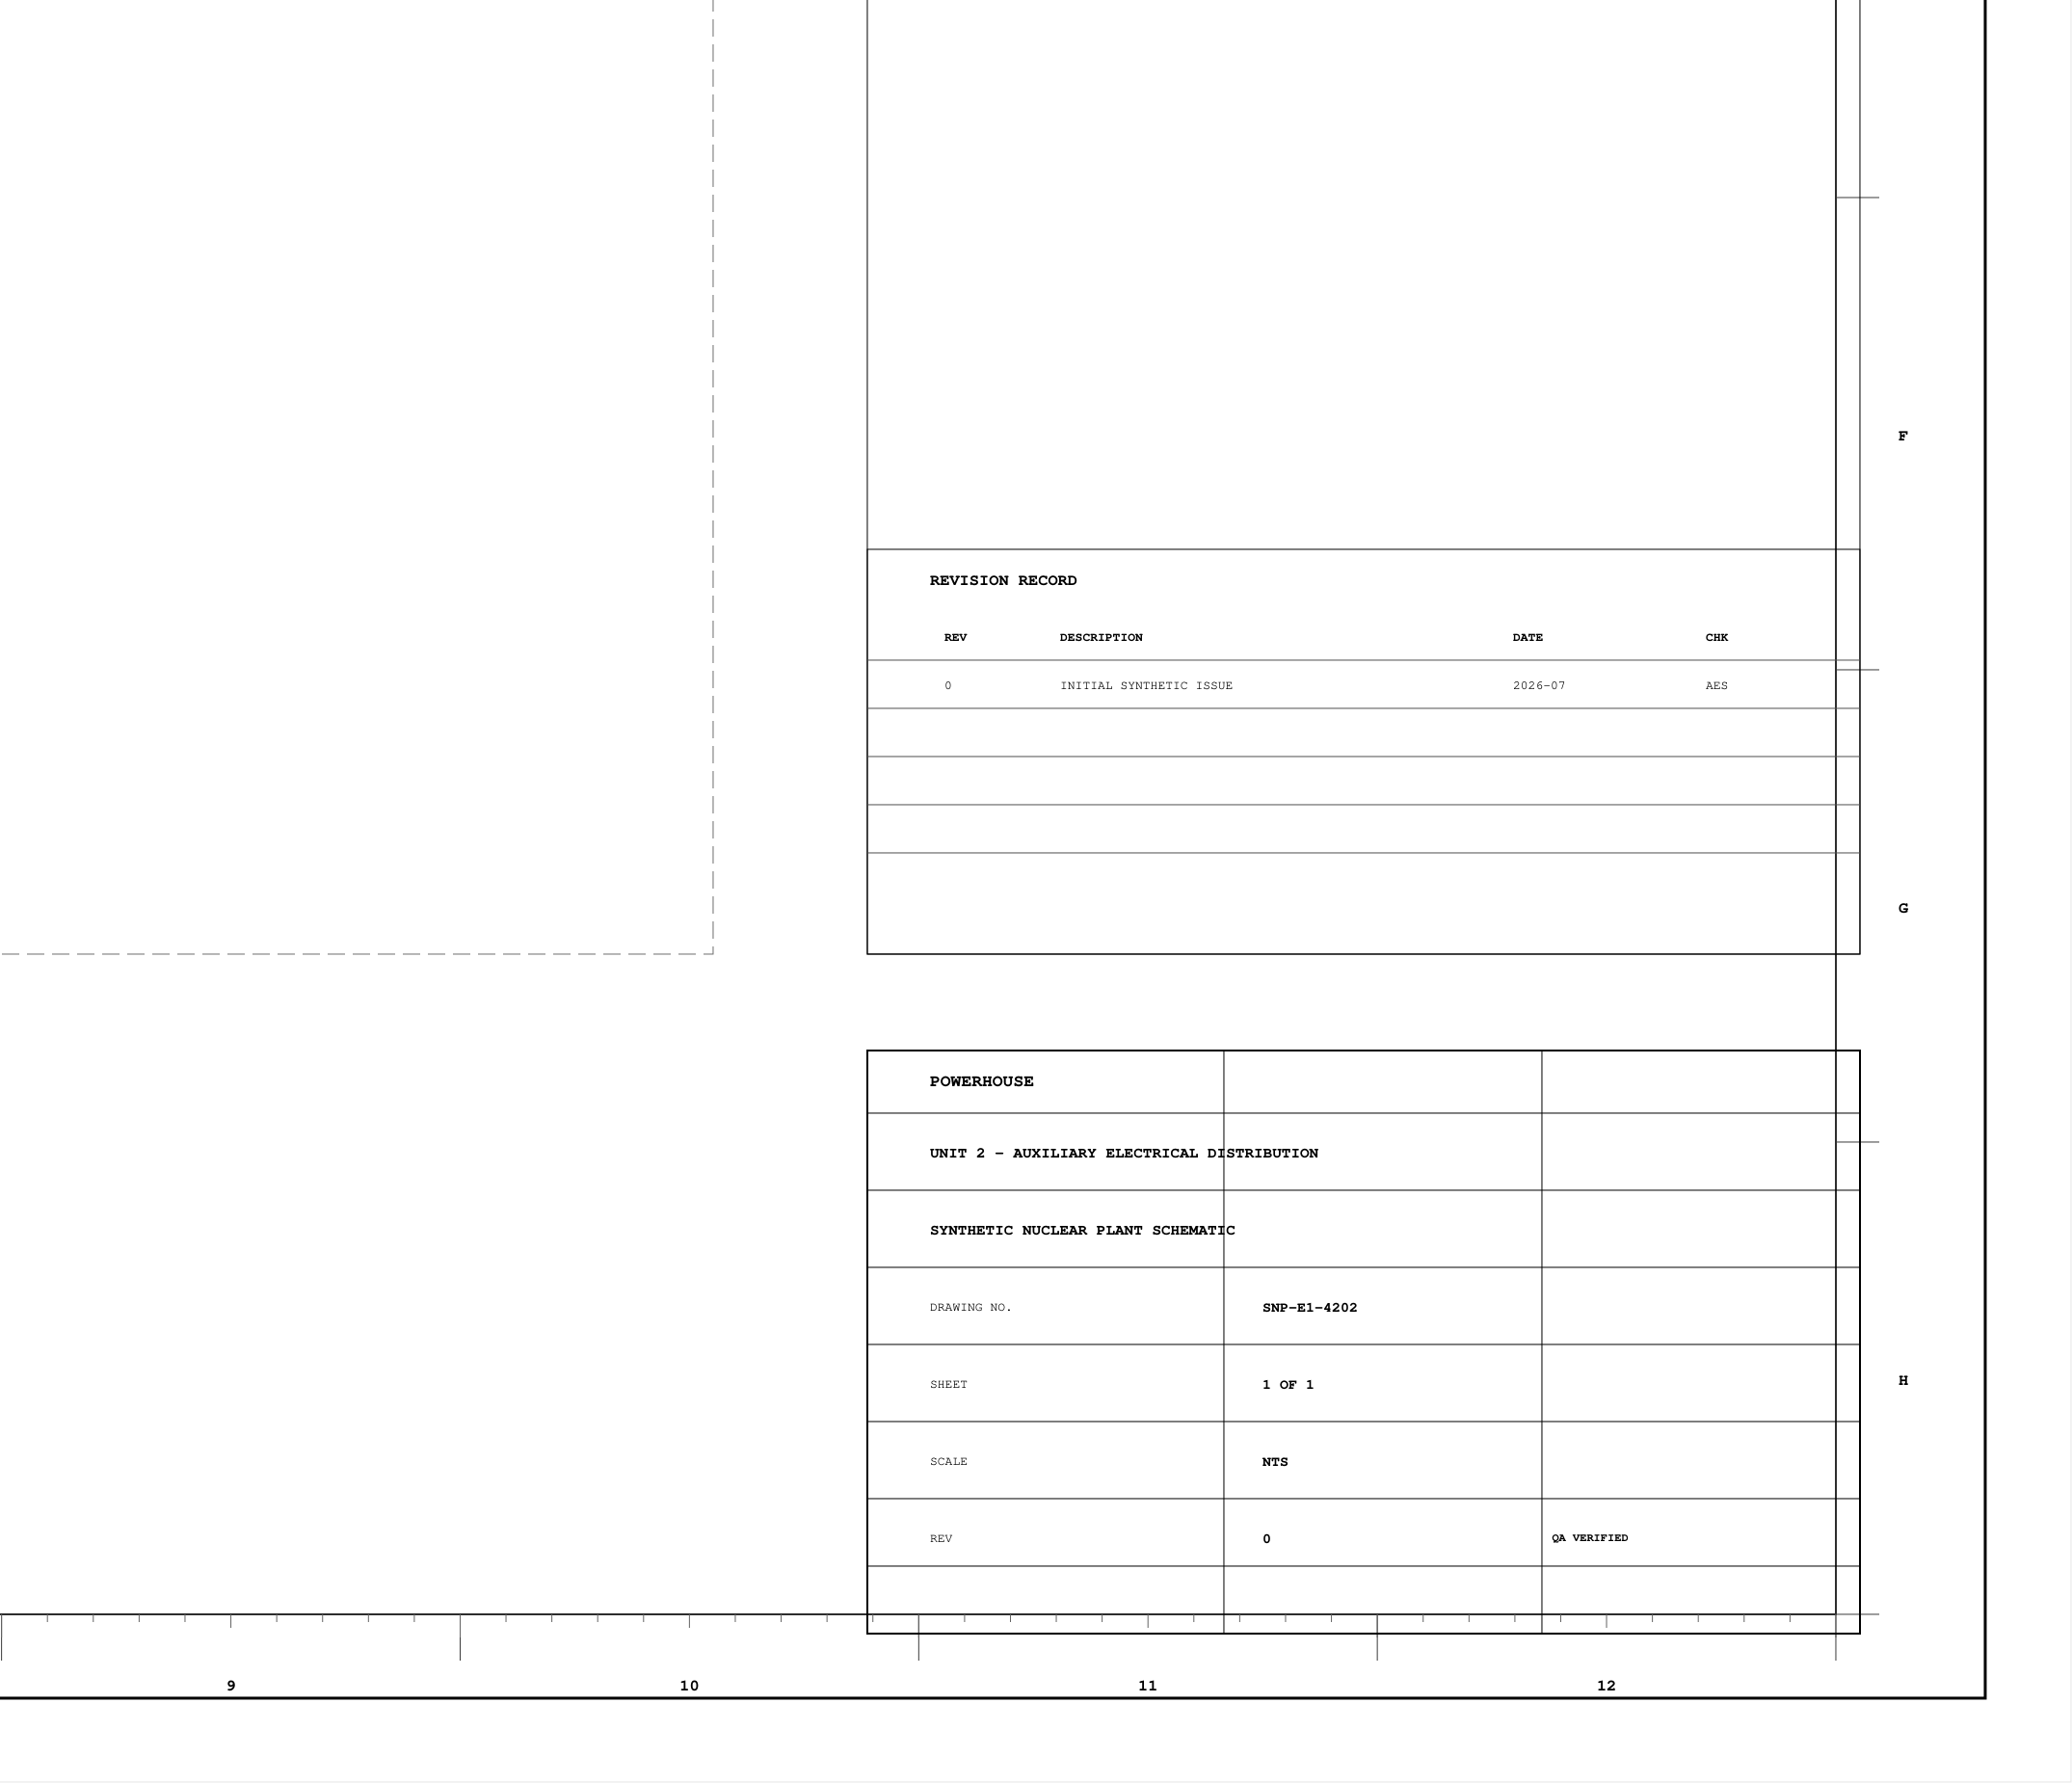 F
REVISION RECORD
REV DESCRIPTION DATE CHK
0 INITIAL SYNTHETIC ISSUE 2026-07 AES
G
POWERHOUSE
UNIT 2 - AUXILIARY ELECTRICAL DISTRIBUTION
SYNTHETIC NUCLEAR PLANT SCHEMATIC
DRAWING NO. SNP-E1-4202
SHEET 1 OF 1
H
SCALE NTS
REV 0 QA VERIFIED
9 10 11 12